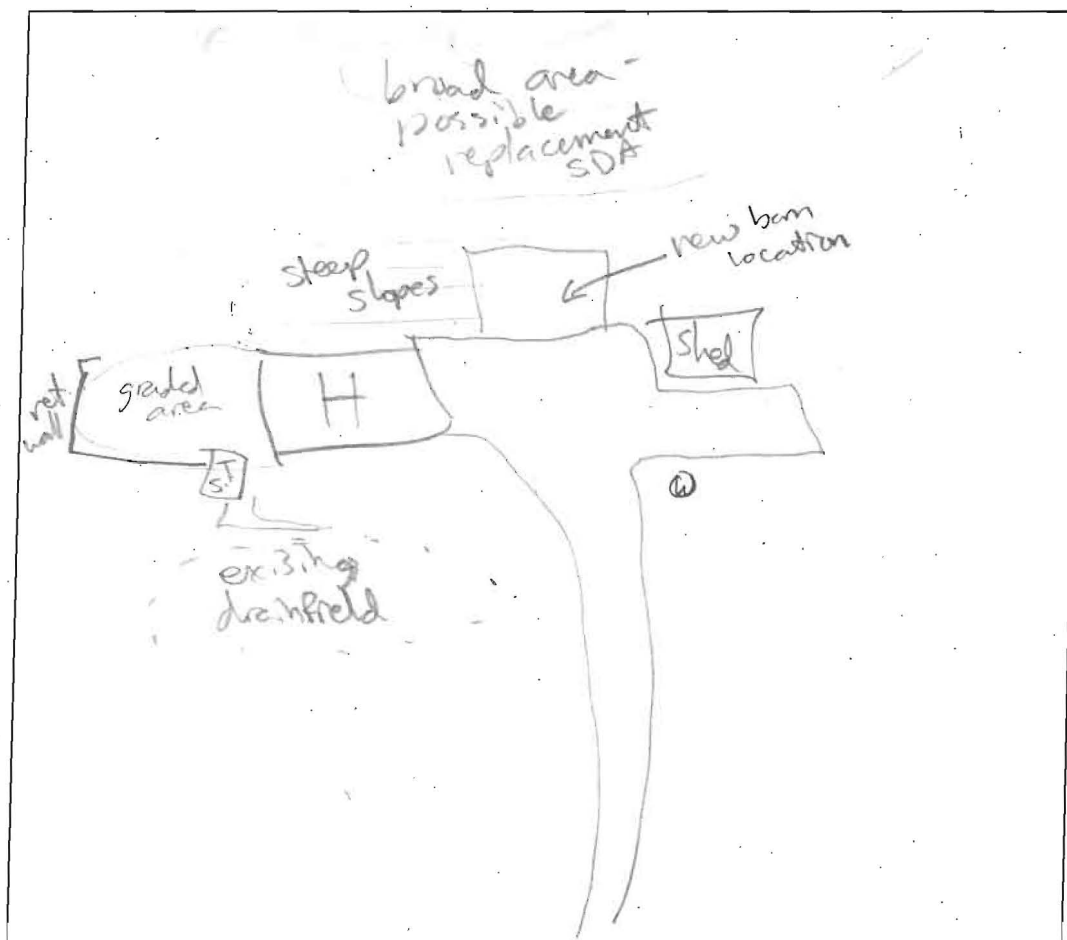 broad area -
possible
replacement
SDA
new barn
location
steep
slopes
Shed
graded
area
H
ret.
wall
S.T
W
existing
drainfield